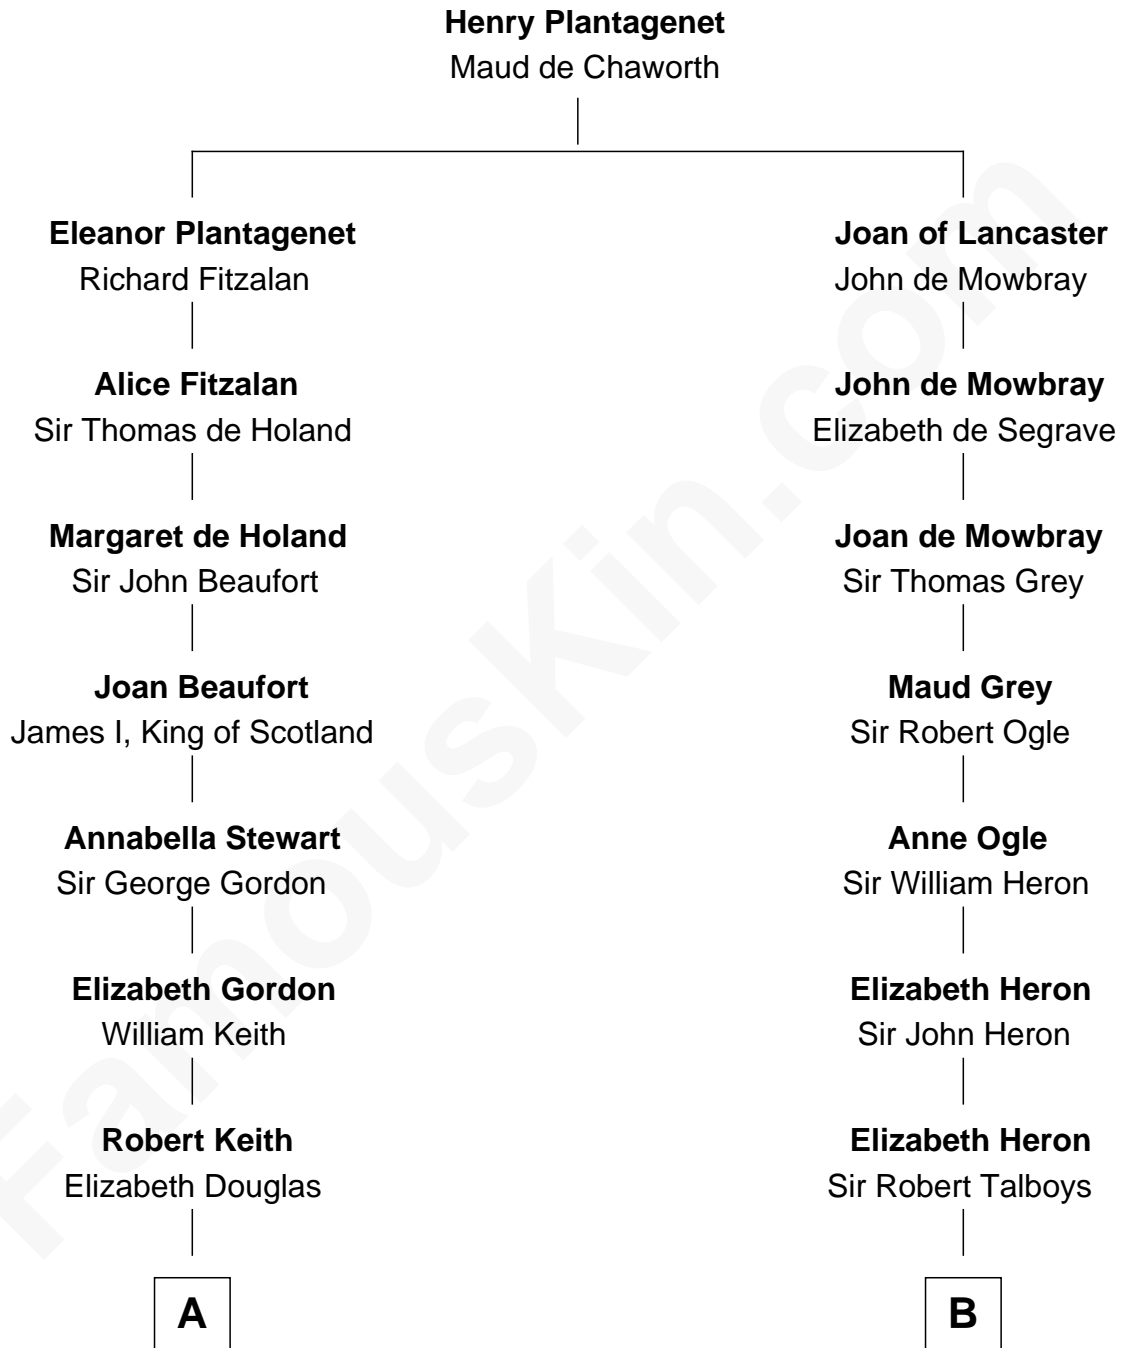 Henry Plantagenet
Maud de Chaworth
Eleanor Plantagenet
Richard Fitzalan
Alice Fitzalan
Sir Thomas de Holand
Margaret de Holand
Sir John Beaufort
Joan Beaufort
James I, King of Scotland
Annabella Stewart
Sir George Gordon
Elizabeth Gordon
William Keith
Robert Keith
Elizabeth Douglas
A
Joan of Lancaster
John de Mowbray
John de Mowbray
Elizabeth de Segrave
Joan de Mowbray
Sir Thomas Grey
Maud Grey
Sir Robert Ogle
Anne Ogle
Sir William Heron
Elizabeth Heron
Sir John Heron
Elizabeth Heron
Sir Robert Talboys
B
FamousKin.com